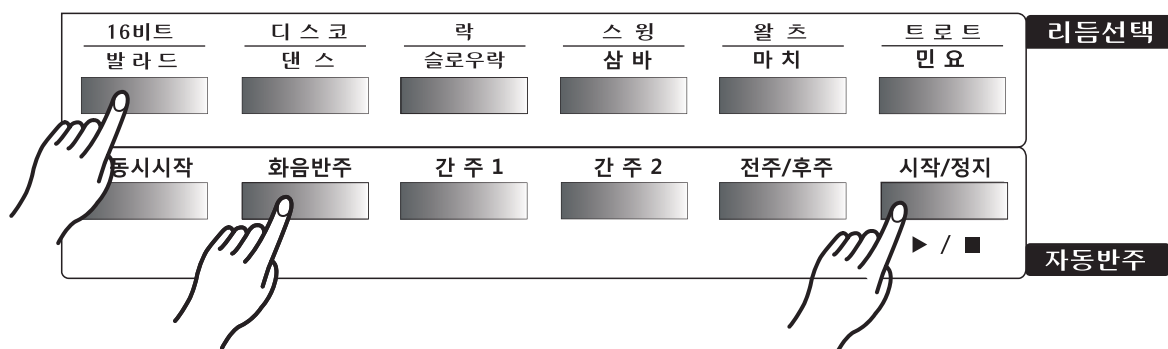 16비트 디 스 코 락 스 윙 왈 츠 트 로 트 리듬선택
발 라 드 댄 스 슬로우락 삼 바 마 치 민 요
동시시작 화음반주 간 주 1 간 주 2 전주/후주 시작/정지
▶ / ■
자동반주